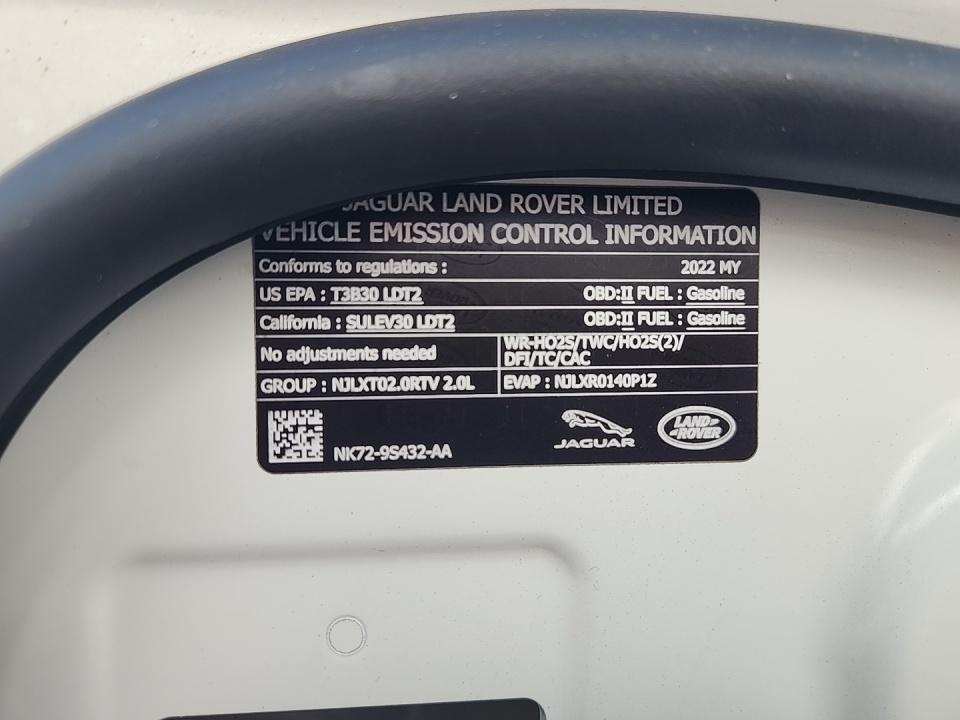 JAGUAR LAND ROVER LIMITED
VEHICLE EMISSION CONTROL INFORMATION
Conforms to regulations : 2022 MY
US EPA : T3B30 LDT2 OBD:II FUEL : Gasoline
California : SULEV30 LDT2 OBD:II FUEL : Gasoline
No adjustments needed
WR-HO2S/TWC/HO2S(2)/
DFI/TC/CAC
GROUP : NJLXT02.0RTV 2.0L EVAP : NJLXR0140P1Z
NK72-9S432-AA
JAGUAR
LAND
ROVER